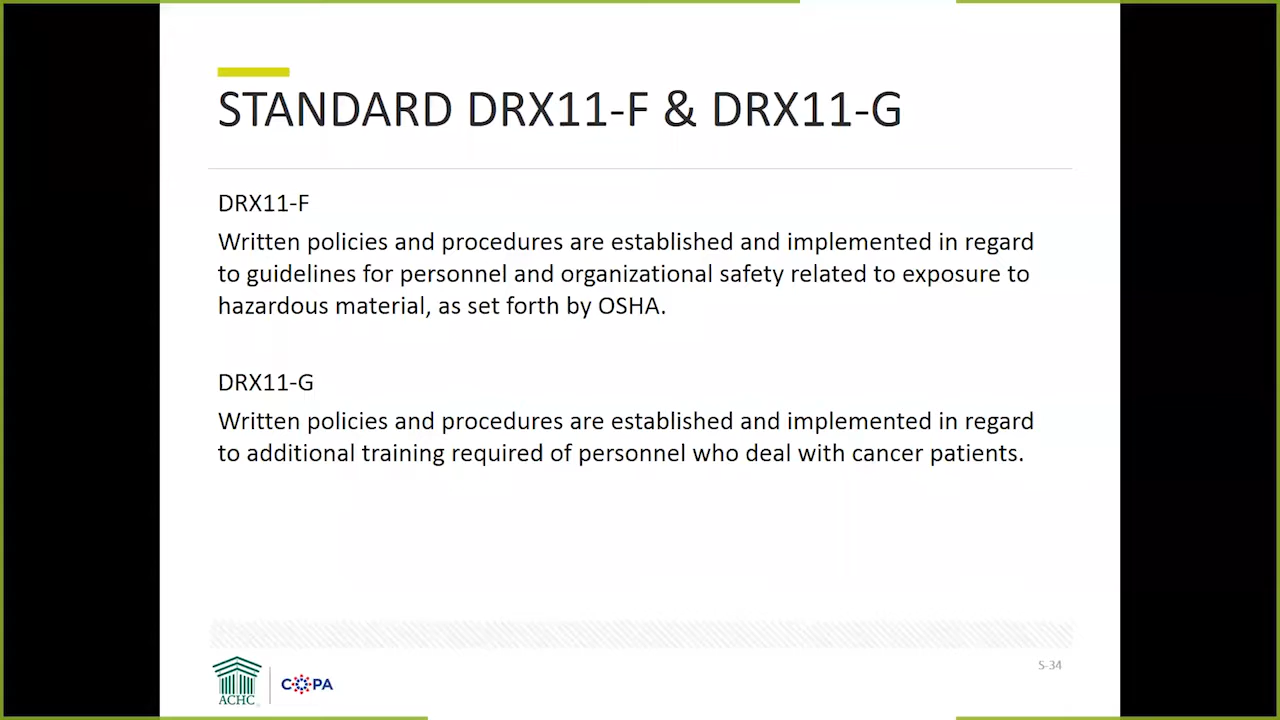 STANDARD DRX11-F & DRX11-G
DRX11-F
Written policies and procedures are established and implemented in regard
to guidelines for personnel and organizational safety related to exposure to
hazardous material, as set forth by OSHA.
DRX11-G
Written policies and procedures are established and implemented in regard
to additional training required of personnel who deal with cancer patients.
S-34
ACHC
COPA